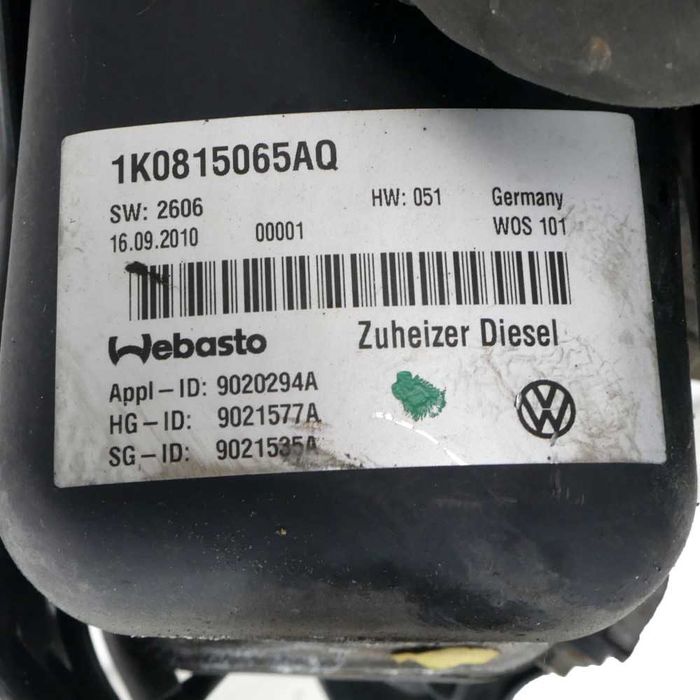 1K0815065AQ
SW: 2606 HW: 051 Germany
16.09.2010 00001 WOS 101
Webasto Zuheizer Diesel
Appl-ID: 9020294A
HG-ID: 9021577A
SG-ID: 9021535A
VW